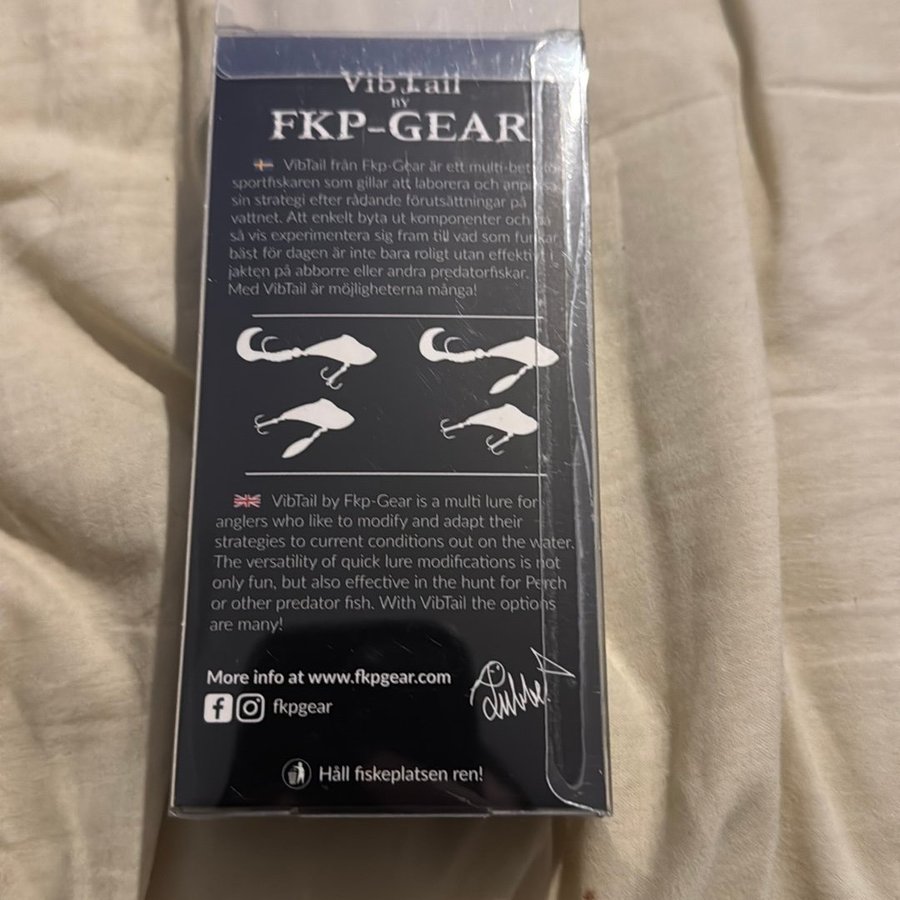 VibTail
BY
FKP-GEAR
VibTail från Fkp-Gear är ett multi-bete för
sportfiskaren som gillar att laborera och anpassa
sin strategi efter rådande förutsättningar på
vattnet. Att enkelt byta ut komponenter och på
så vis experimentera sig fram till vad som funkar
bäst för dagen är inte bara roligt utan effektivt i
jakten på abborre eller andra predatorfiskar.
Med VibTail är möjligheterna många!
VibTail by Fkp-Gear is a multi lure for
anglers who like to modify and adapt their
strategies to current conditions out on the water.
The versatility of quick lure modifications is not
only fun, but also effective in the hunt for Perch
or other predator fish. With VibTail the options
are many!
More info at www.fkpgear.com
fkpgear
Lubbe
Håll fiskeplatsen ren!